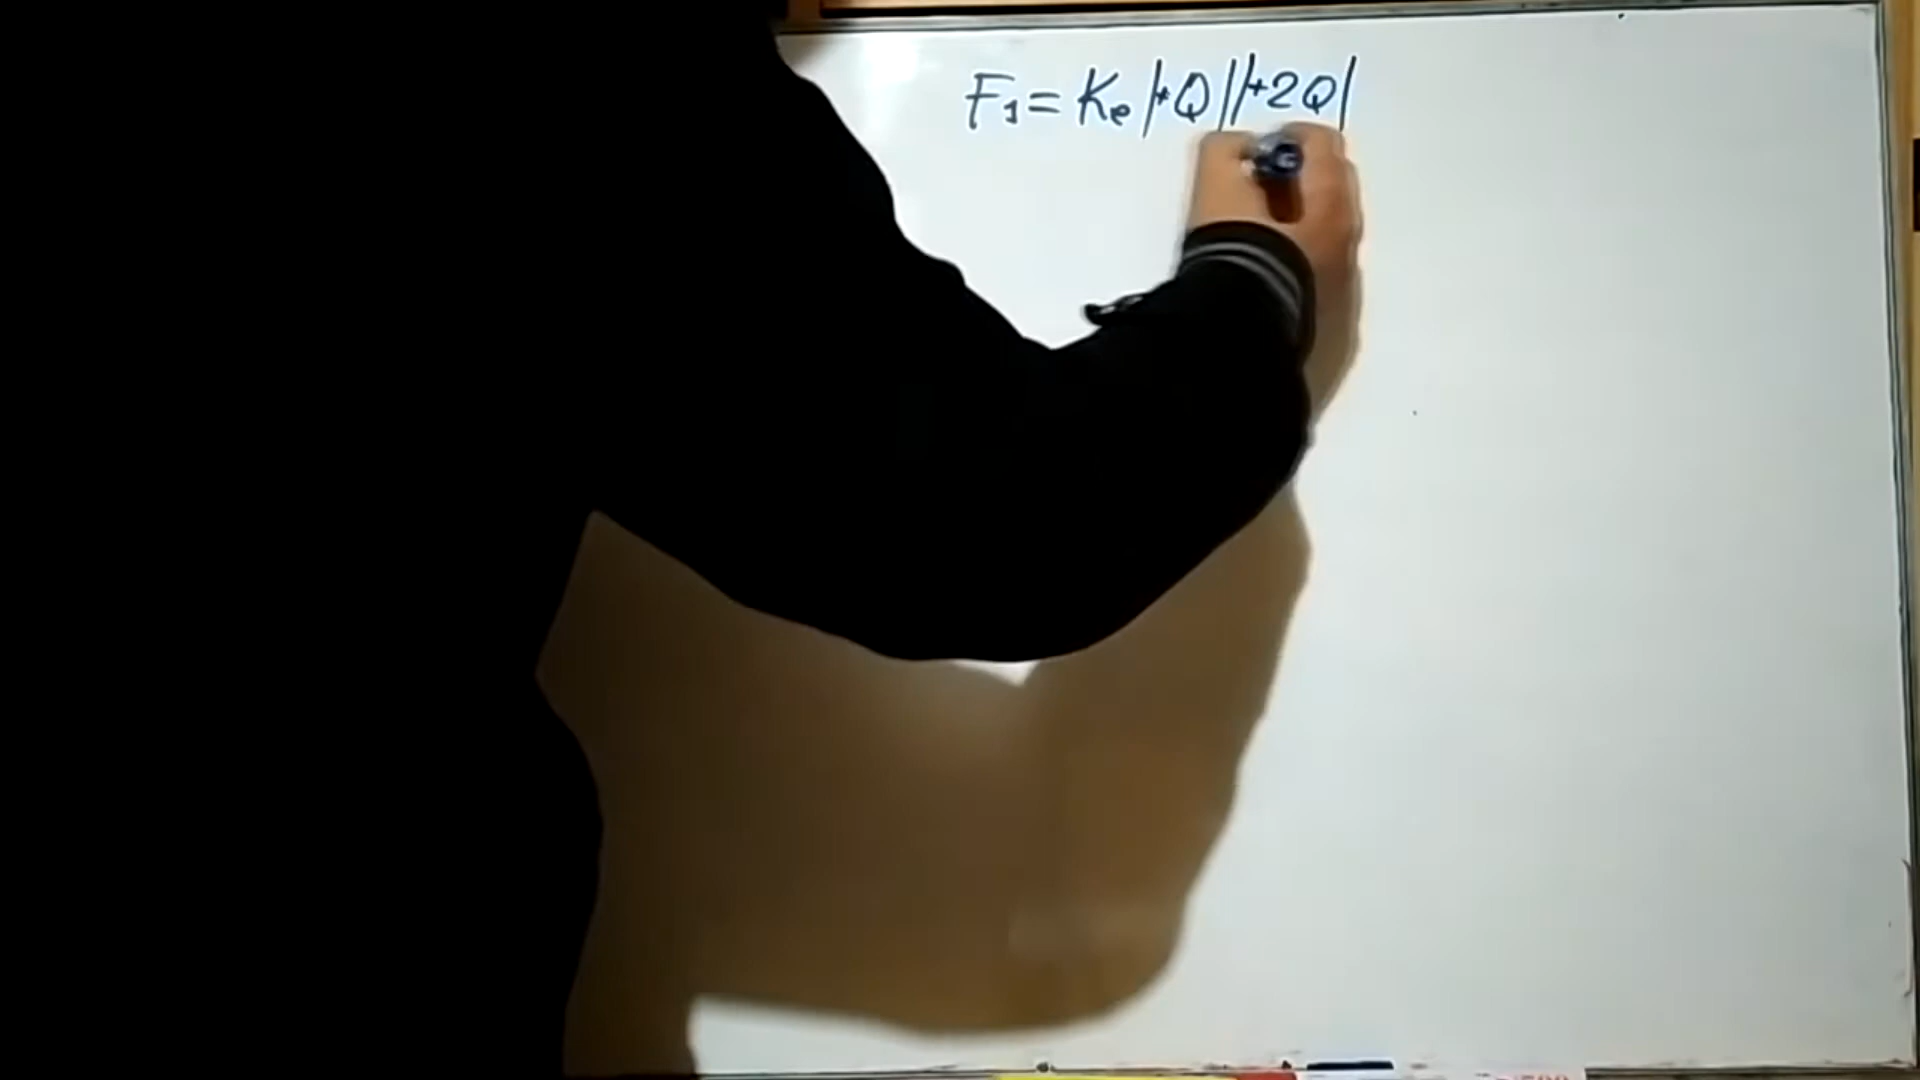 F₁ = Ke |+Q| |+2Q|